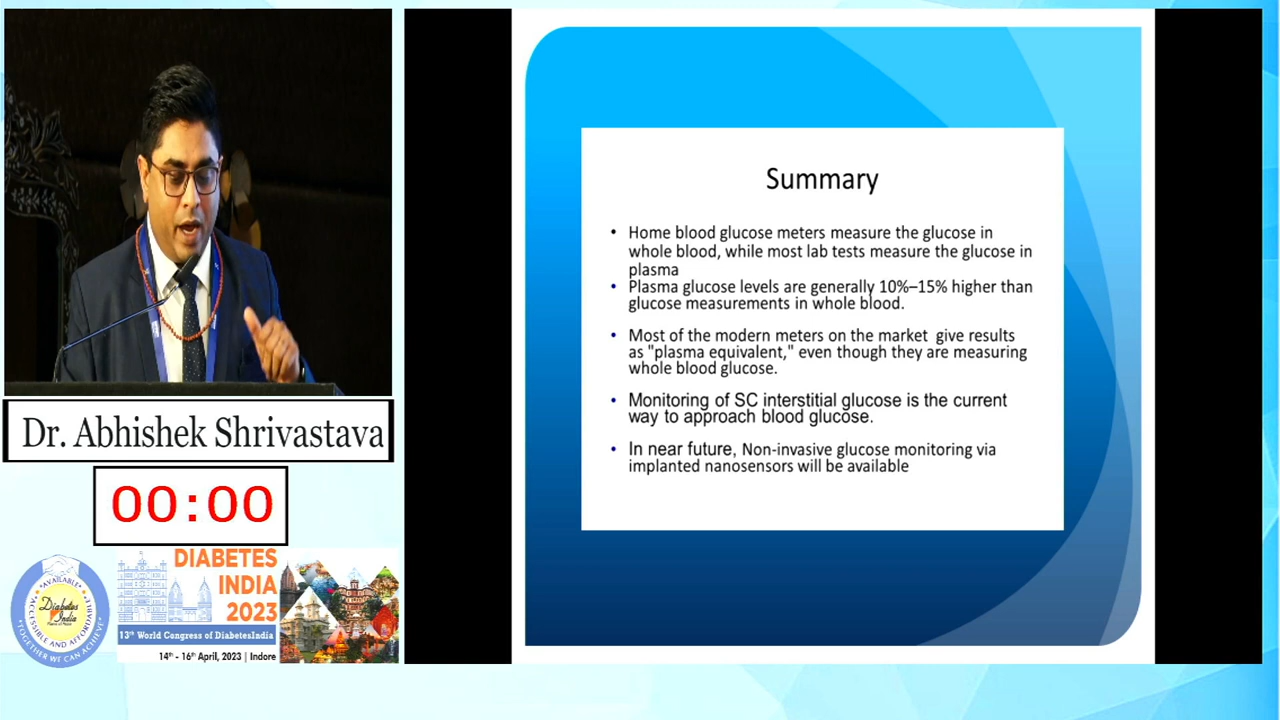 Summary
• Home blood glucose meters measure the glucose in
whole blood, while most lab tests measure the glucose in
plasma
• Plasma glucose levels are generally 10%–15% higher than
glucose measurements in whole blood.
• Most of the modern meters on the market give results
as "plasma equivalent," even though they are measuring
whole blood glucose.
• Monitoring of SC interstitial glucose is the current
way to approach blood glucose.
• In near future, Non-invasive glucose monitoring via
implanted nanosensors will be available
Dr. Abhishek Shrivastava
00:00
AVAILABLE
ACCESSIBLE AND AFFORDABLE
TOGETHER WE CAN ACHIEVE
Diabetes
India
DIABETES
INDIA
2023
13th World Congress of DiabetesIndia
14th - 16th April, 2023 | Indore